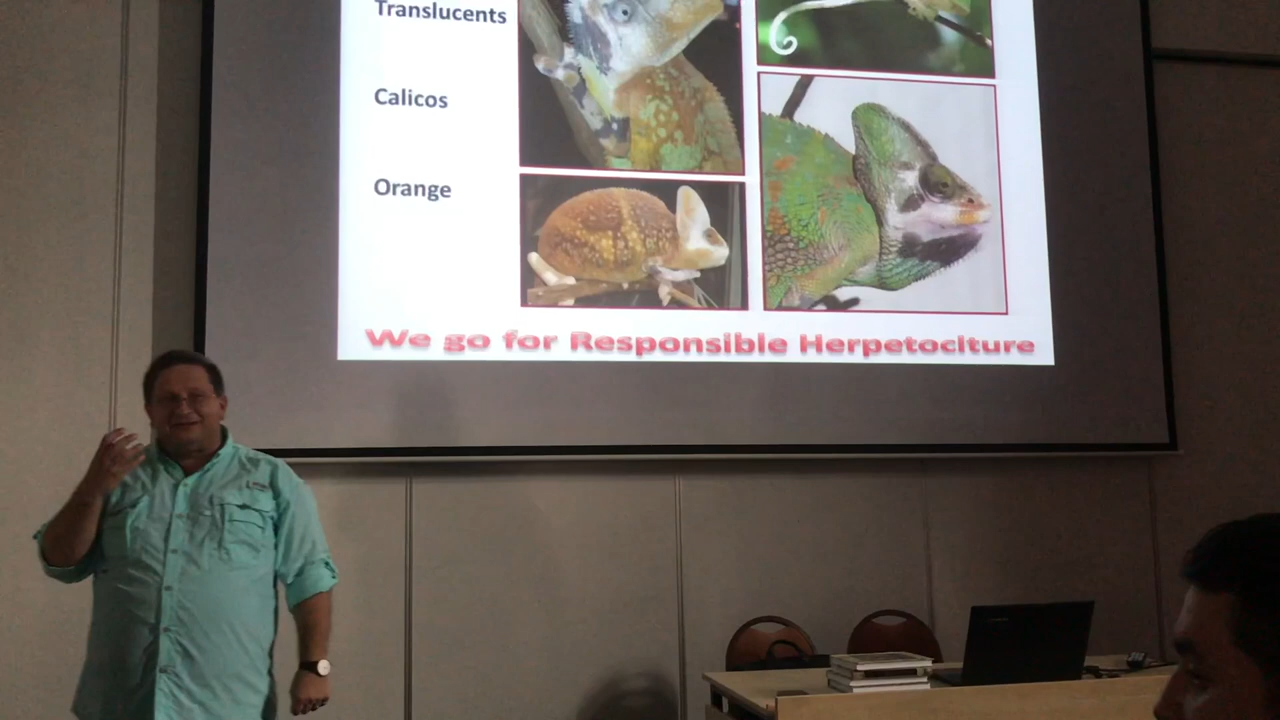 Translucents
Calicos
Orange
We go for Responsible Herpetoclture